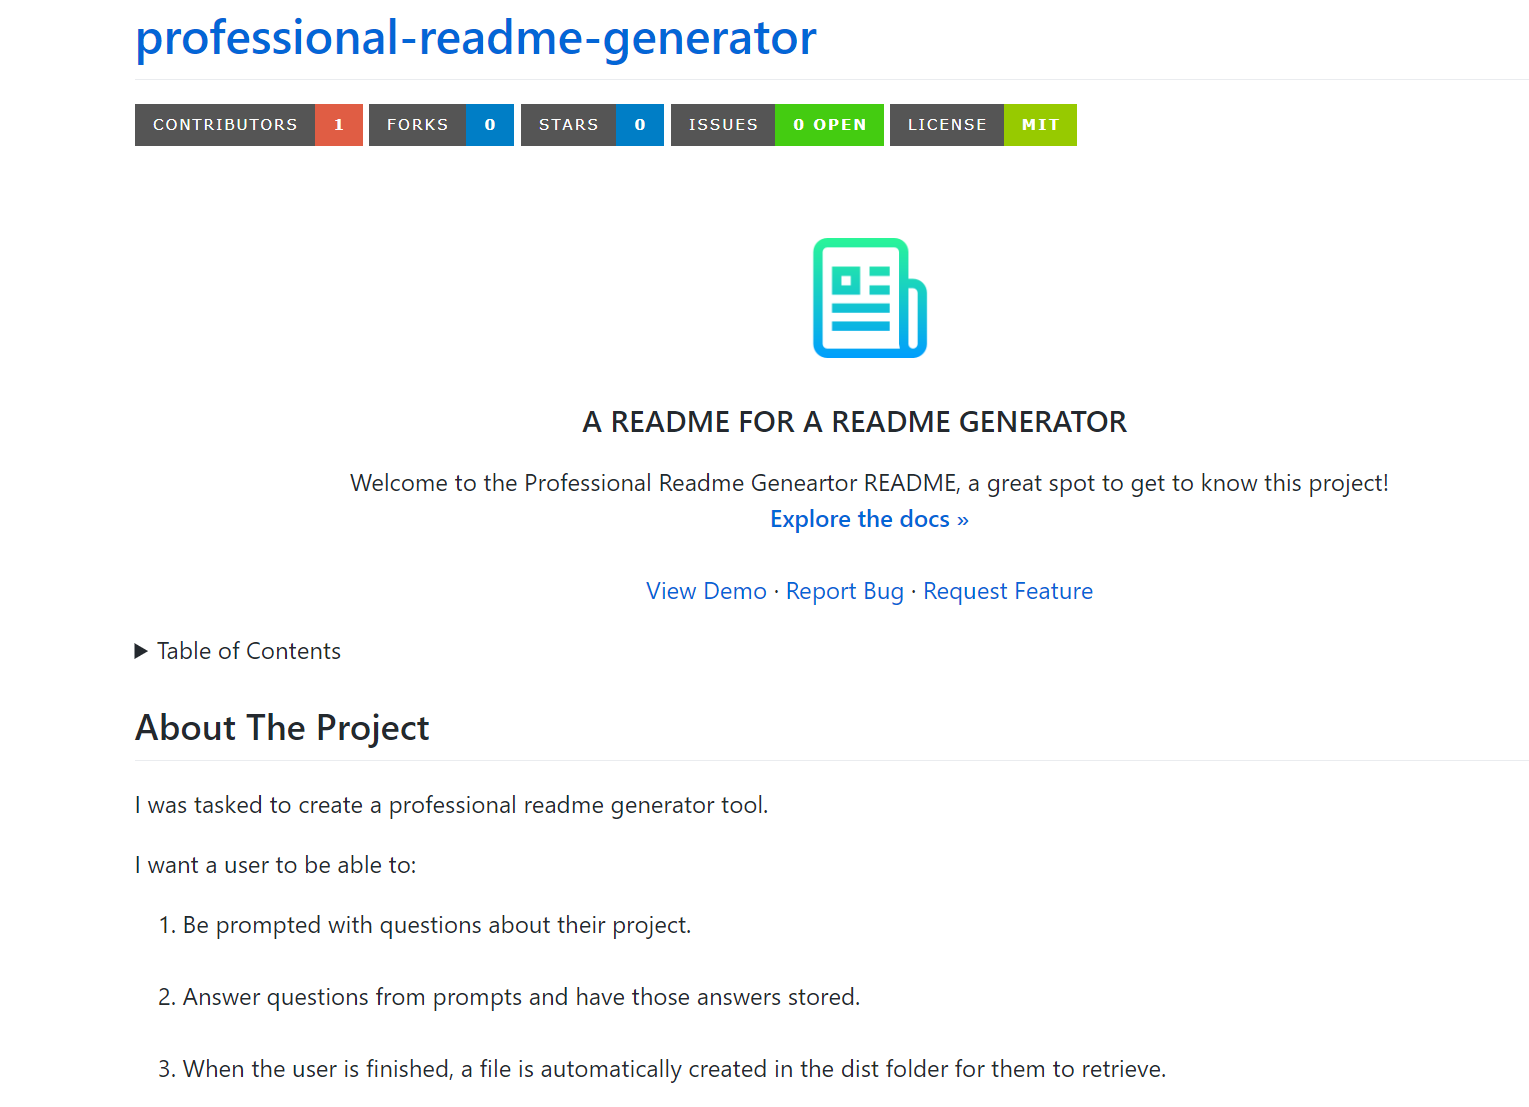 professional-readme-generator
CONTRIBUTORS 1 FORKS 0 STARS 0 ISSUES 0 OPEN LICENSE MIT
A README FOR A README GENERATOR
Welcome to the Professional Readme Geneartor README, a great spot to get to know this project!
Explore the docs »
View Demo · Report Bug · Request Feature
Table of Contents
About The Project
I was tasked to create a professional readme generator tool.
I want a user to be able to:
1. Be prompted with questions about their project.
2. Answer questions from prompts and have those answers stored.
3. When the user is finished, a file is automatically created in the dist folder for them to retrieve.